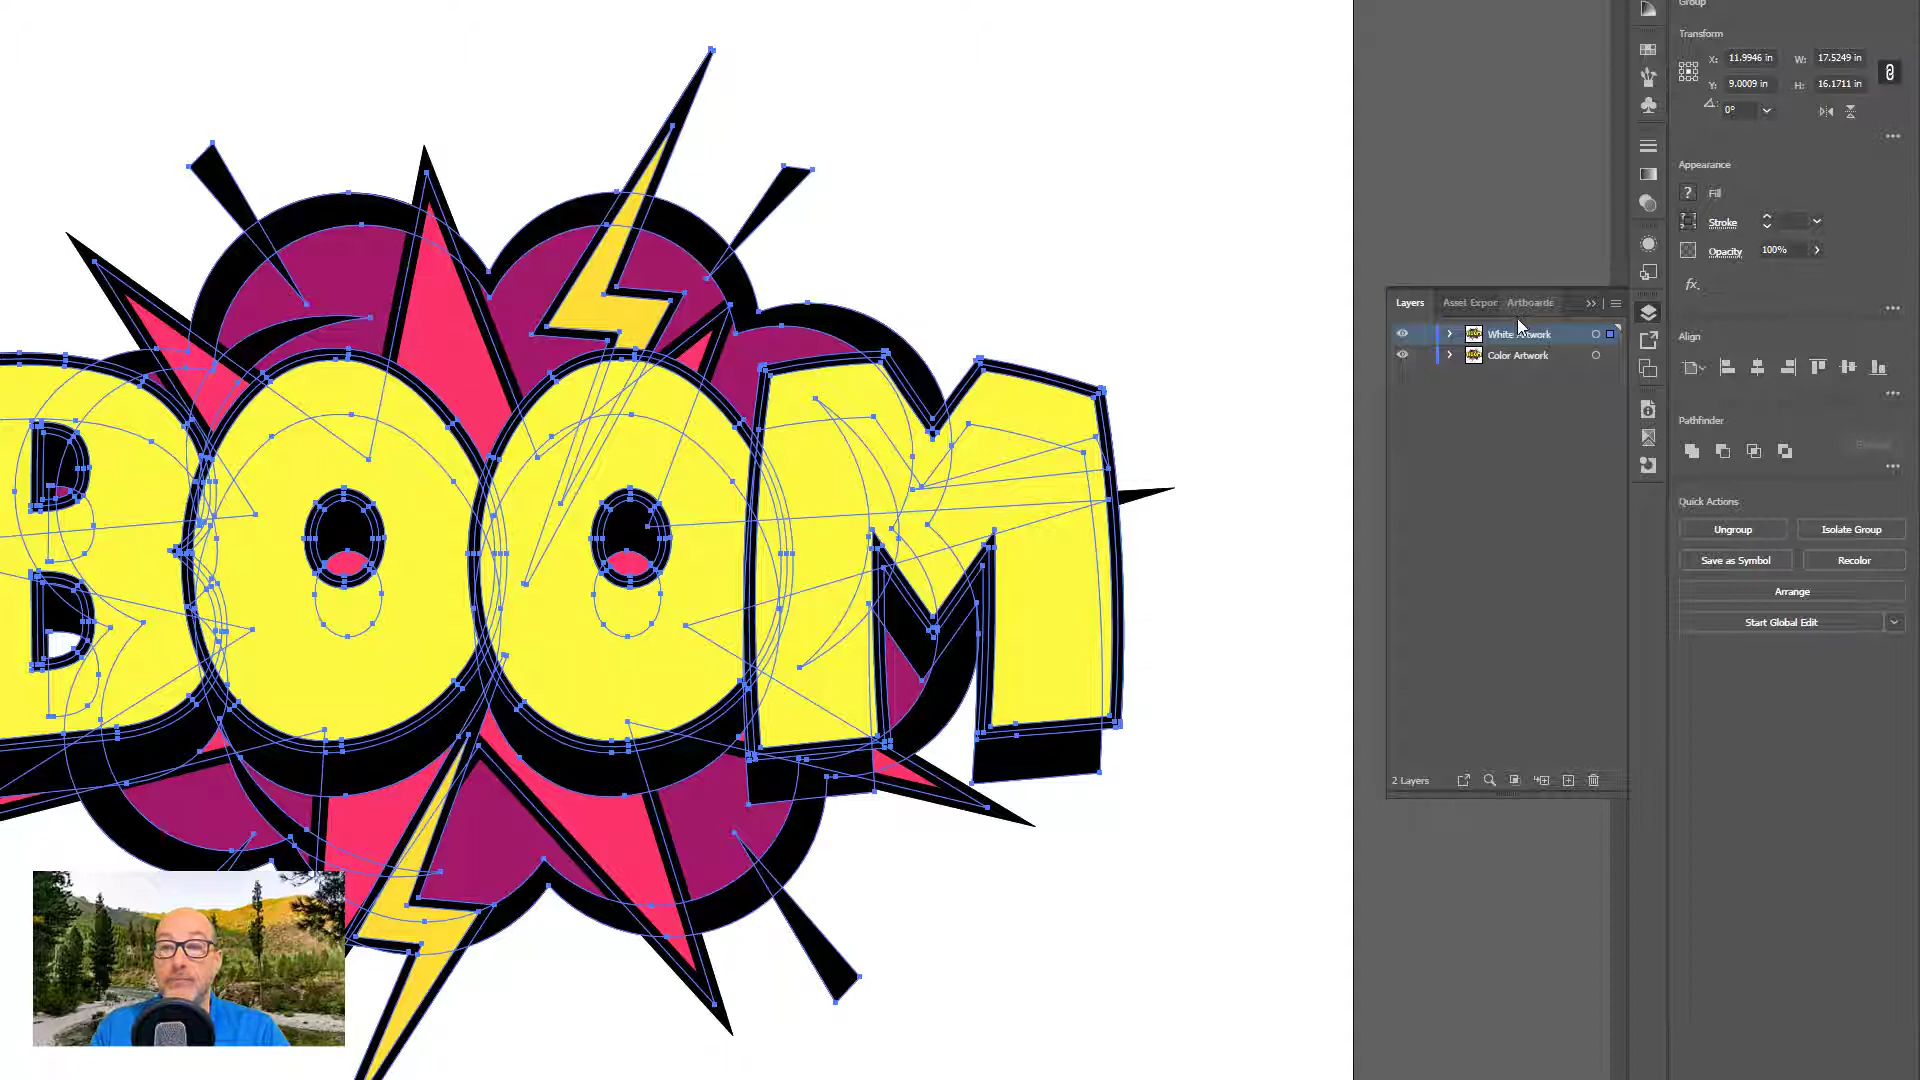 BOOM
Group
Transform
X: 11.9946 in W: 17.5249 in
Y: 9.0009 in H: 16.1711 in
0°
Appearance
? Fill
Stroke
Opacity 100%
fx.
Layers Asset Expor Artboards
White Artwork
Color Artwork
Align
Pathfinder
Quick Actions
Ungroup Isolate Group
Save as Symbol Recolor
Arrange
Start Global Edit
2 Layers